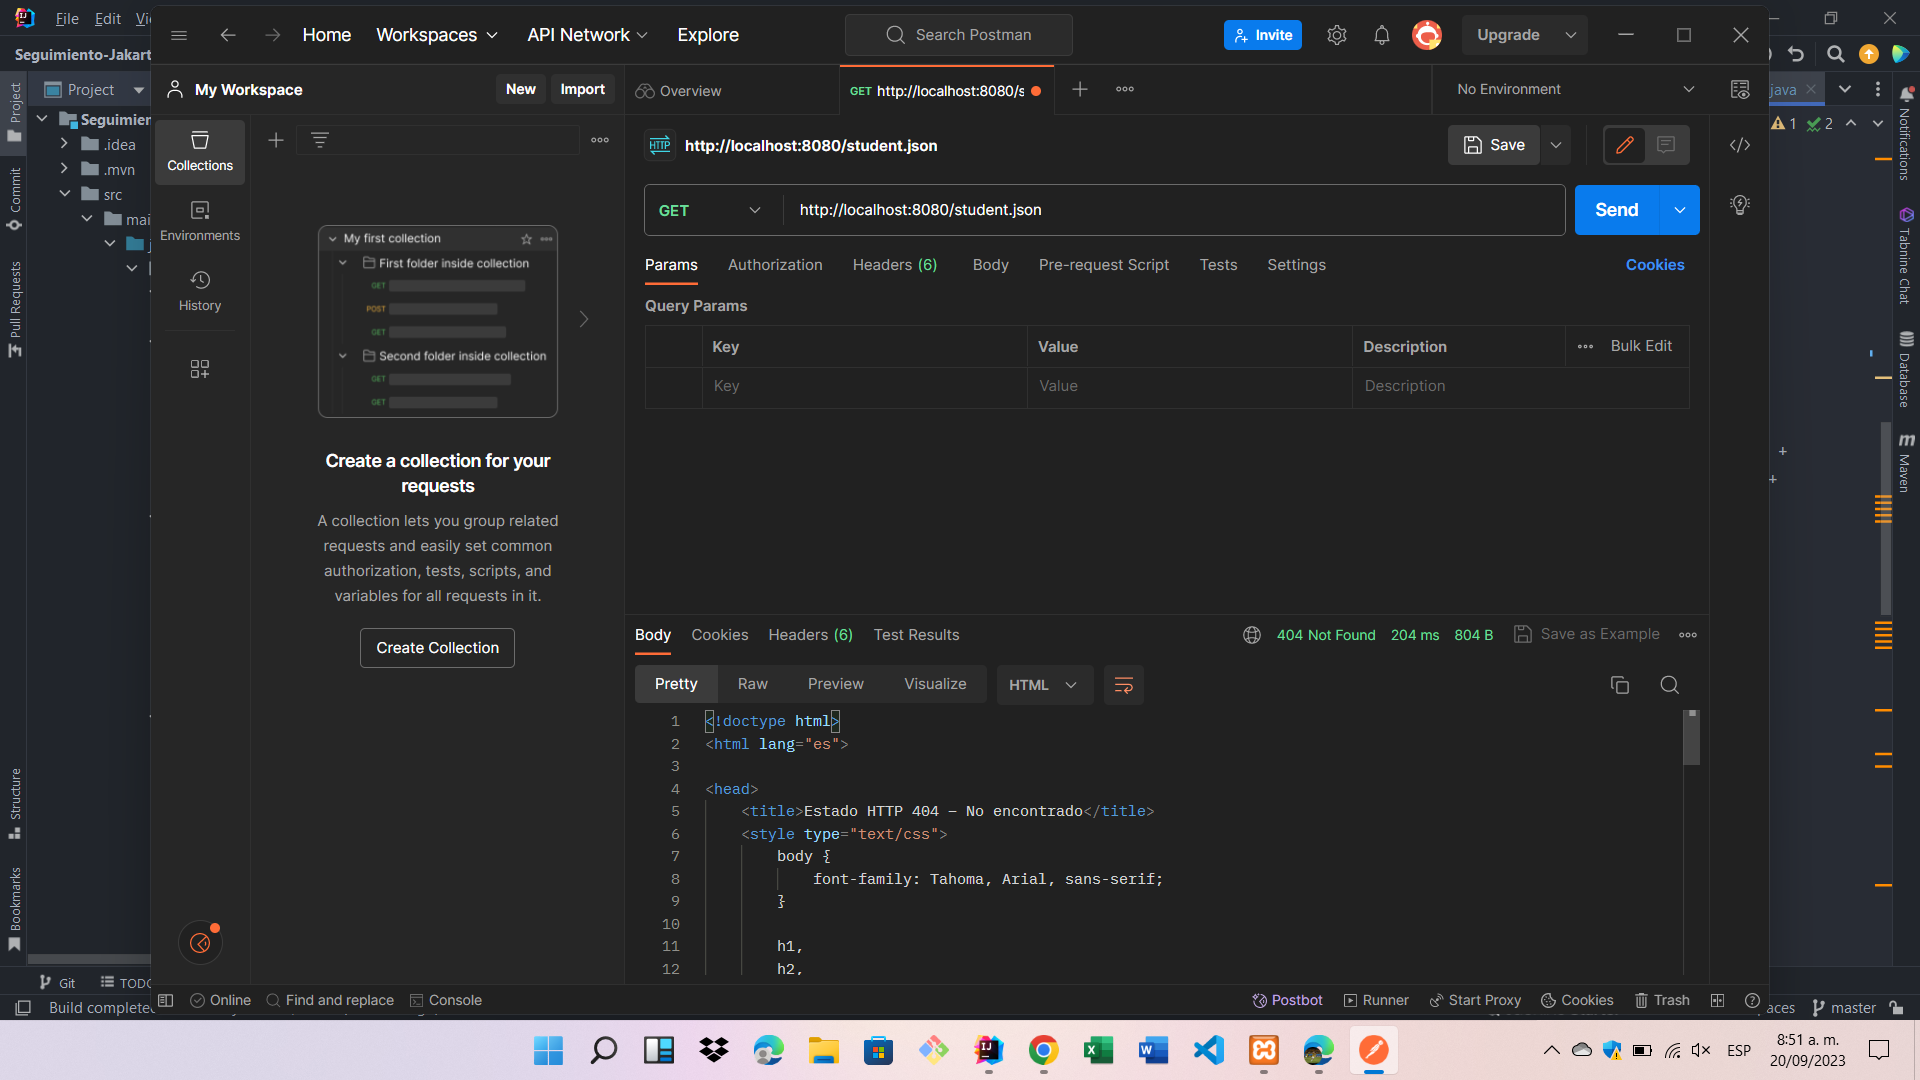 File Edit
Home Workspaces API Network Explore Search Postman Invite Upgrade
Seguimiento-Jakart
Project
My Workspace New Import
Overview
GET http://localhost:8080/s
No Environment
java
1 2
Seguimien
.idea
.mvn
src
mai
Project
Commit
Pull Requests
Structure
Bookmarks
Collections
Environments
History
My first collection
First folder inside collection
GET
POST
GET
Second folder inside collection
GET
GET
Create a collection for your
requests
A collection lets you group related
requests and easily set common
authorization, tests, scripts, and
variables for all requests in it.
Create Collection
HTTP http://localhost:8080/student.json Save
GET http://localhost:8080/student.json Send
Params Authorization Headers (6) Body Pre-request Script Tests Settings Cookies
Query Params
Key Value Description Bulk Edit
Key Value Description
Body Cookies Headers (6) Test Results 404 Not Found 204 ms 804 B Save as Example
Pretty Raw Preview Visualize HTML
1 <!doctype html>
2 <html lang="es">
3
4 <head>
5 <title>Estado HTTP 404 – No encontrado</title>
6 <style type="text/css">
7 body {
8 font-family: Tahoma, Arial, sans-serif;
9 }
10
11 h1,
12 h2,
Notifications
Tabnine Chat
Database
Maven
Git TODO
Online Find and replace Console Postbot Runner Start Proxy Cookies Trash
Build complete master
ESP 8:51 a. m.
20/09/2023